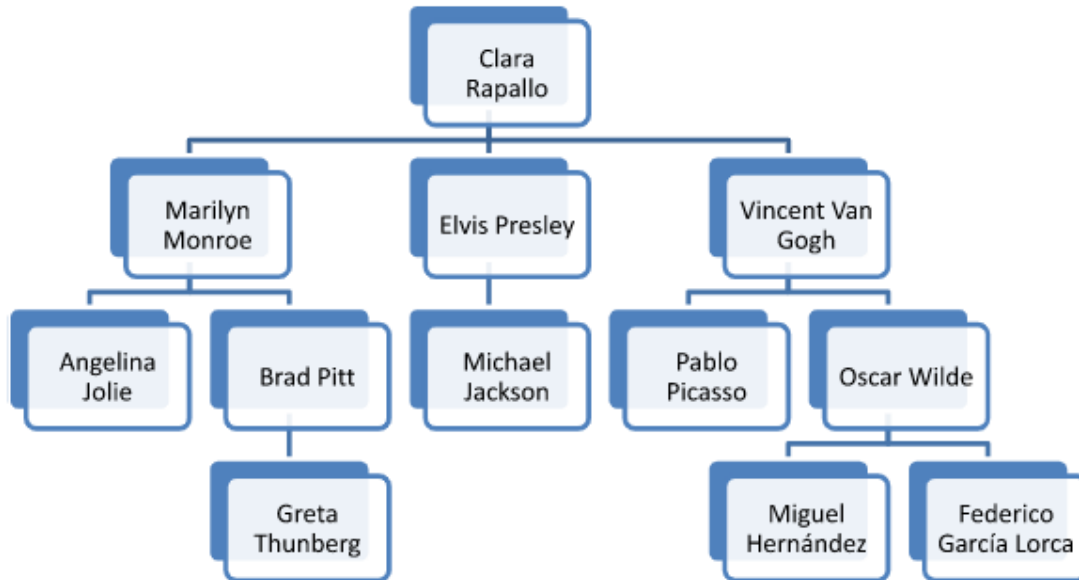 Clara
Rapallo
Marilyn
Monroe
Elvis Presley
Vincent Van
Gogh
Angelina
Jolie
Brad Pitt
Michael
Jackson
Pablo
Picasso
Oscar Wilde
Greta
Thunberg
Miguel
Hernández
Federico
García Lorca